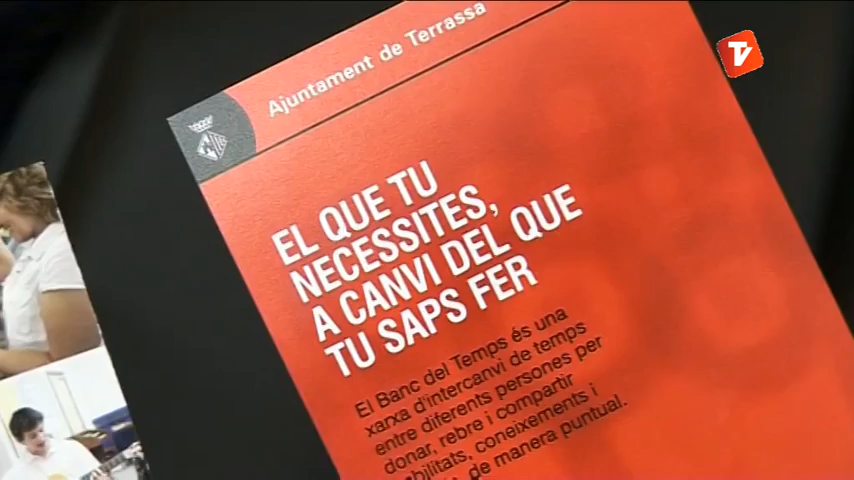 Ajuntament de Terrassa
TV
EL QUE TU
NECESSITES,
A CANVI DEL QUE
TU SAPS FER
El Banc del Temps és una
xarxa d'intercanvi de temps
entre diferents persones per
donar, rebre i compartir
coneixements i
de manera puntual.